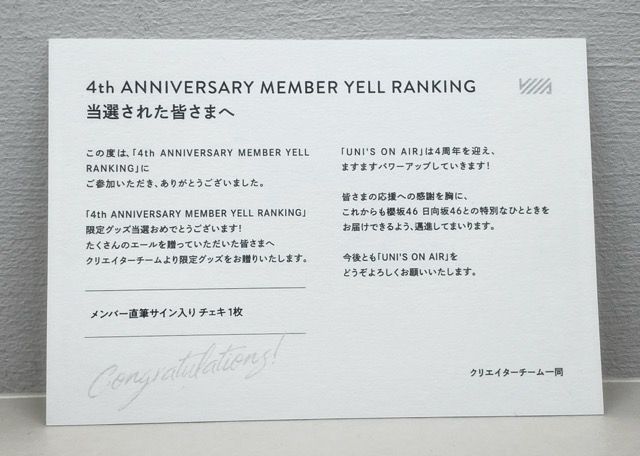 4th ANNIVERSARY MEMBER YELL RANKING
当選された皆さまへ
この度は、「4th ANNIVERSARY MEMBER YELL
RANKING」に
ご参加いただき、ありがとうございました。
「4th ANNIVERSARY MEMBER YELL RANKING」
限定グッズ当選おめでとうございます!
たくさんのエールを贈っていただいた皆さまへ
クリエイターチームより限定グッズをお贈りいたします。
メンバー直筆サイン入り チェキ 1枚
Congratulations!
「UNI'S ON AIR」は4周年を迎え、
ますますパワーアップしていきます!
皆さまの応援への感謝を胸に、
これからも櫻坂46 日向坂46との特別なひとときを
お届けできるよう、邁進してまいります。
今後とも「UNI'S ON AIR」を
どうぞよろしくお願いいたします。
クリエイターチーム一同